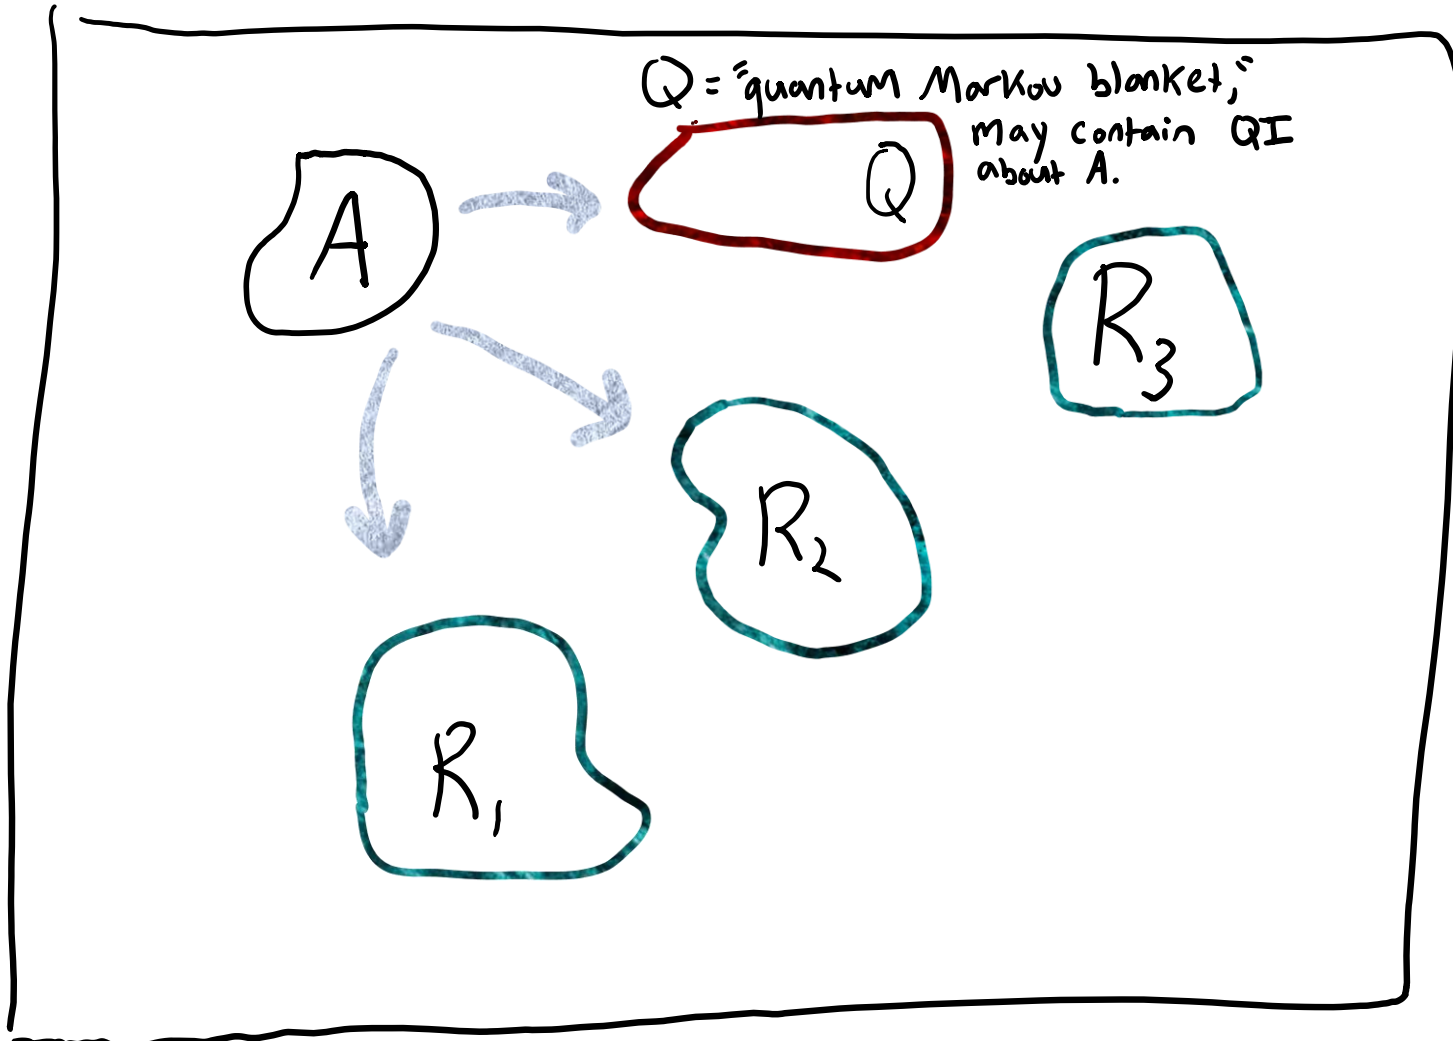 Q = "quantum Markov blanket,"
may contain QI
about A.
A
Q
R3
R2
R1